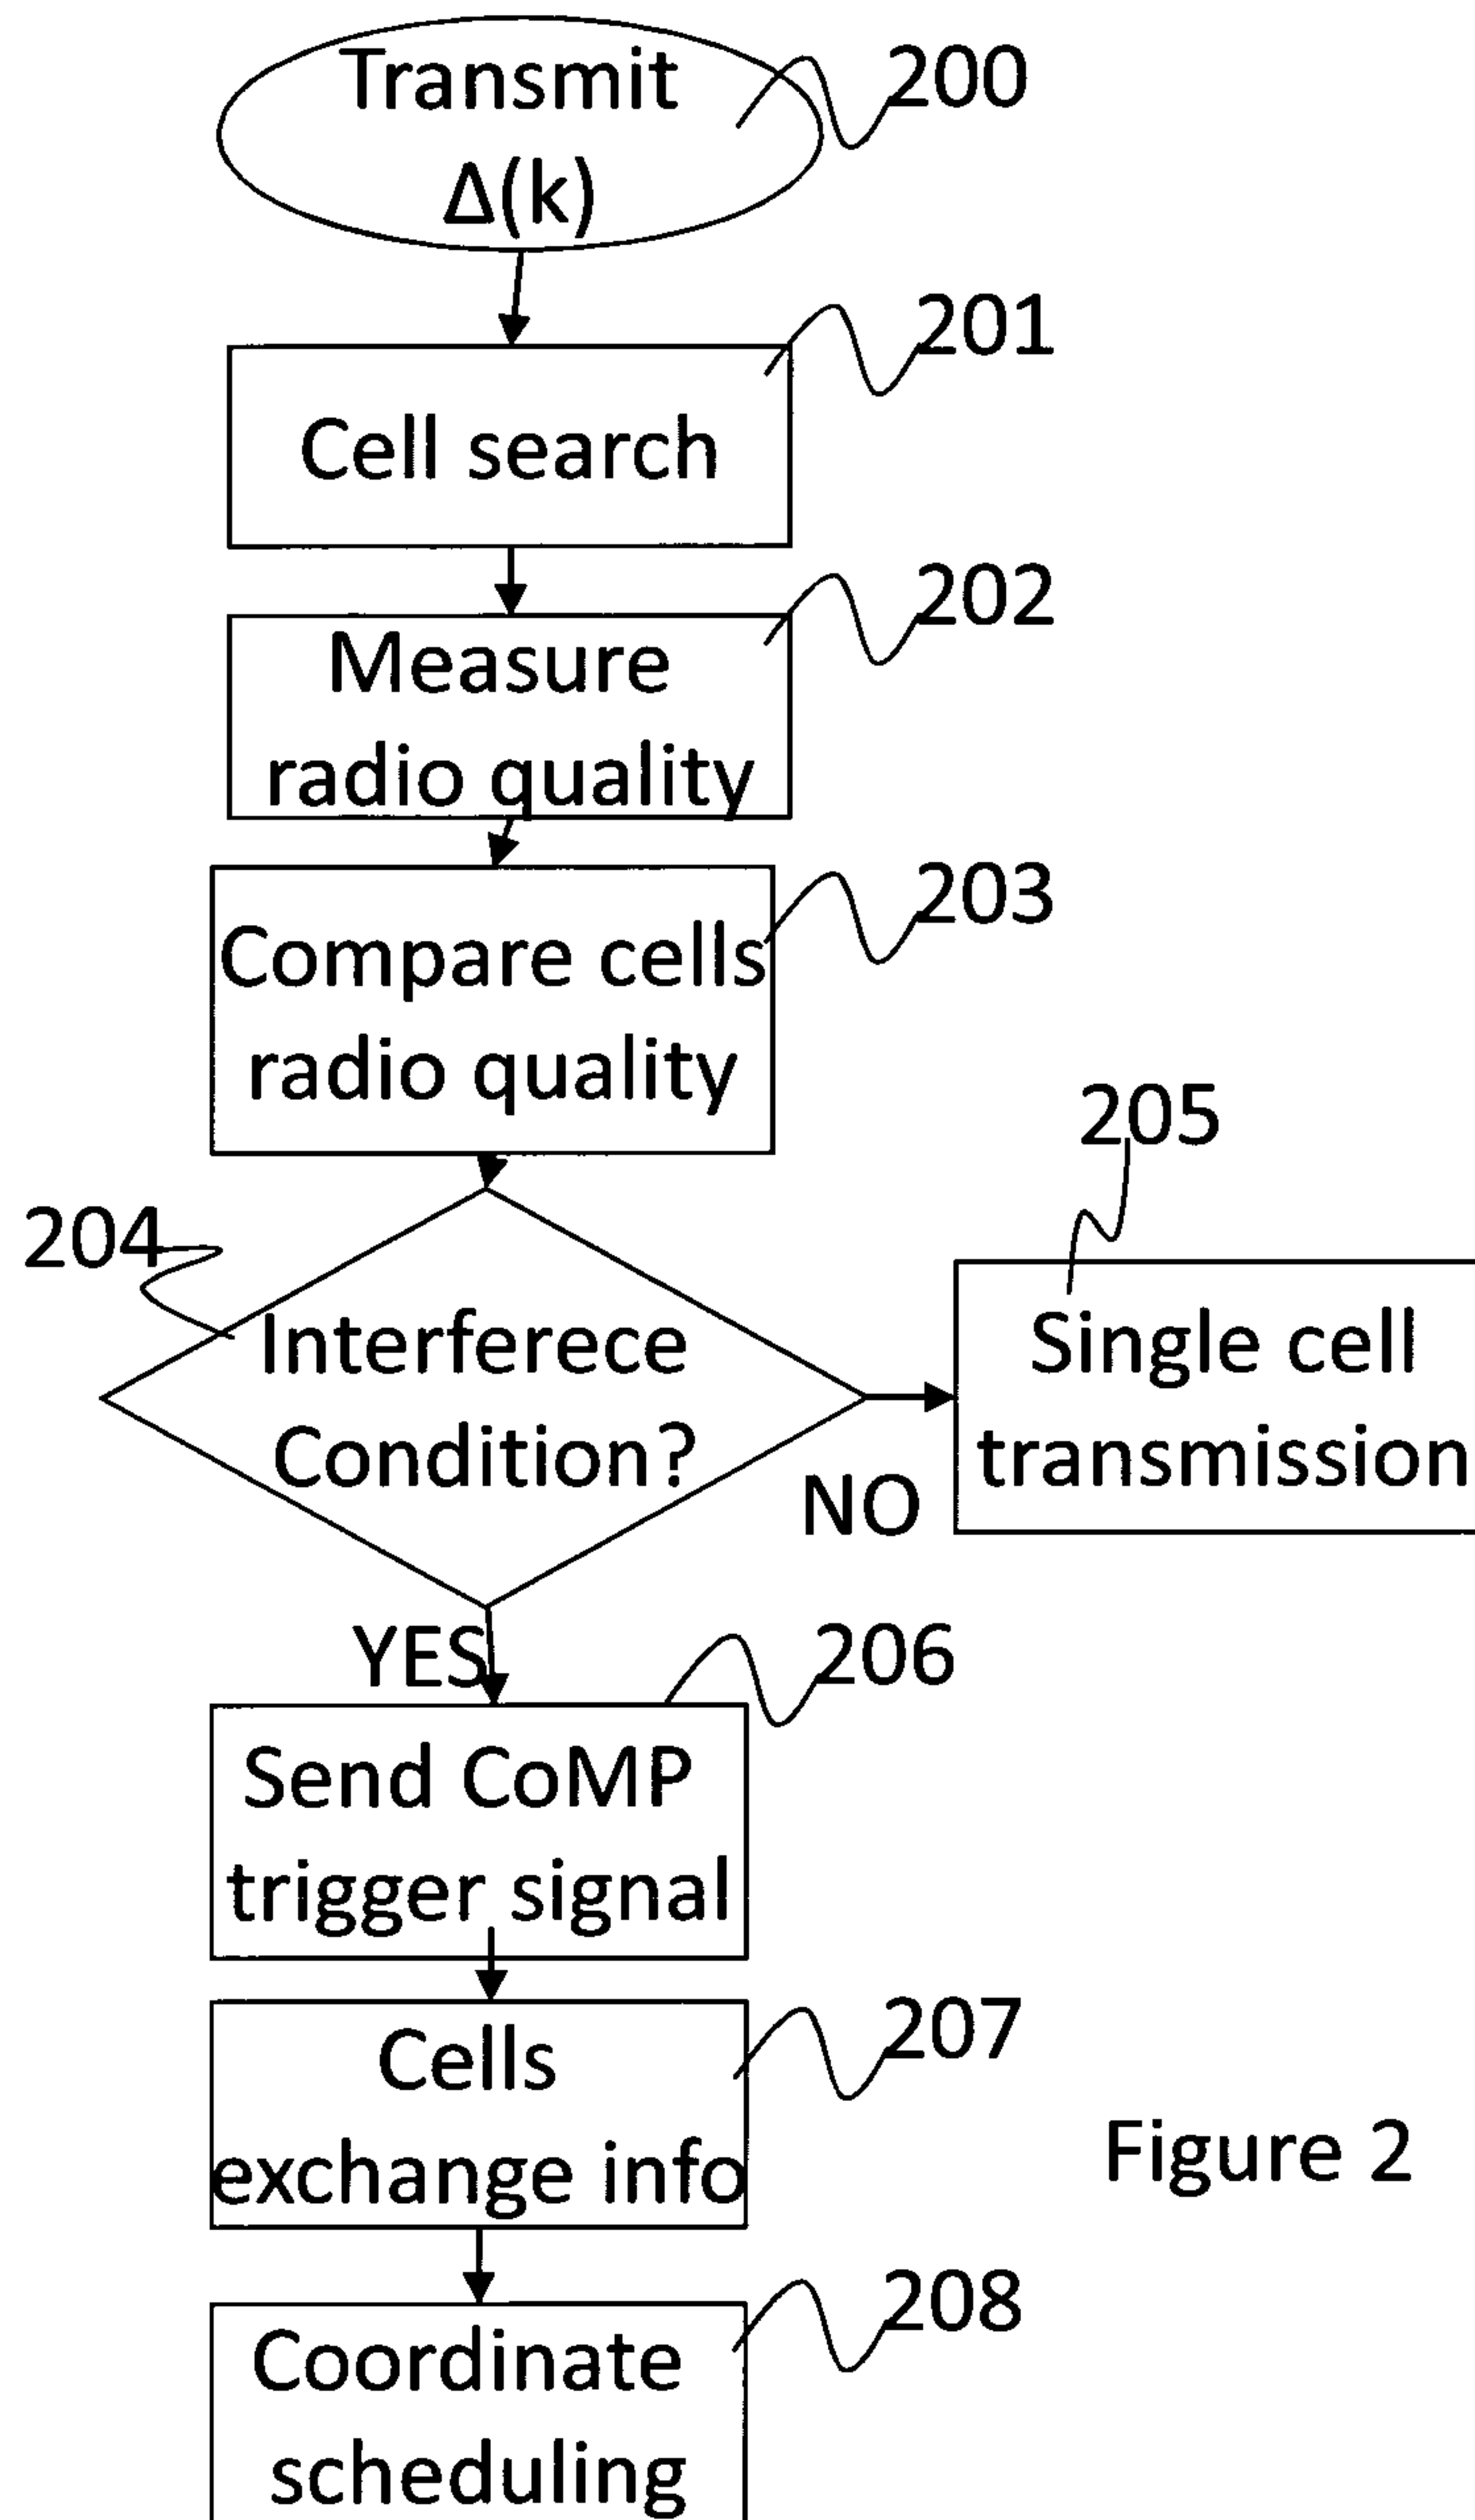 Transmit
Δ(k)
200
201
Cell search
202
Measure
radio quality
203
Compare cells
radio quality
205
204
Interferece
Condition?
Single cell
transmission
NO
YES
206
Send CoMP
trigger signal
207
Cells
exchange info
Figure 2
208
Coordinate
scheduling